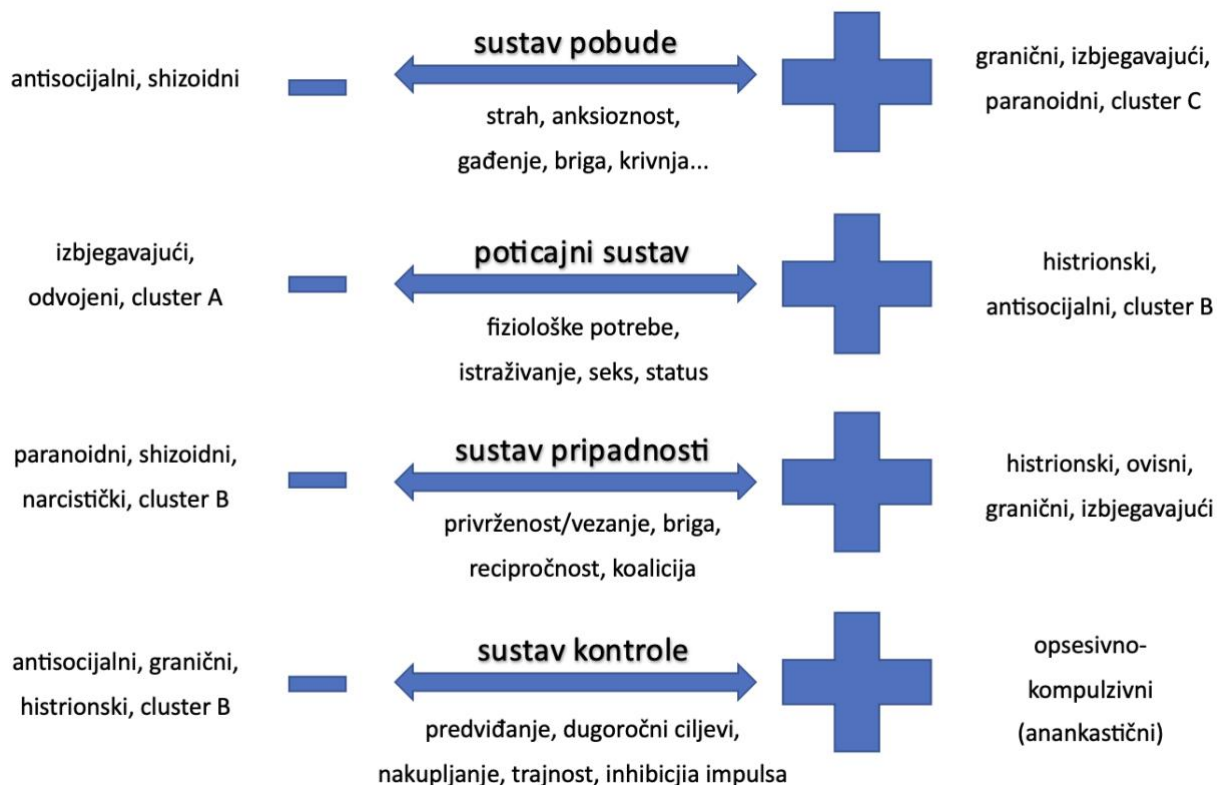 sustav pobude
antisocijalni, shizoidni
granični, izbjegavajući,
paranoidni, cluster C
strah, anksioznost,
gađenje, briga, krivnja...
izbjegavajući,
odvojeni, cluster A
poticajni sustav
histrionski,
antisocijalni, cluster B
fiziološke potrebe,
istraživanje, seks, status
paranoidni, shizoidni,
narcistički, cluster B
sustav pripadnosti
histrionski, ovisni,
granični, izbjegavajući
privrženost/vezanje, briga,
recipročnost, koalicija
antisocijalni, granični,
histrionski, cluster B
sustav kontrole
opsesivno-
kompulzivni
(anankastični)
predviđanje, dugoročni ciljevi,
nakupljanje, trajnost, inhibicjia impulsa